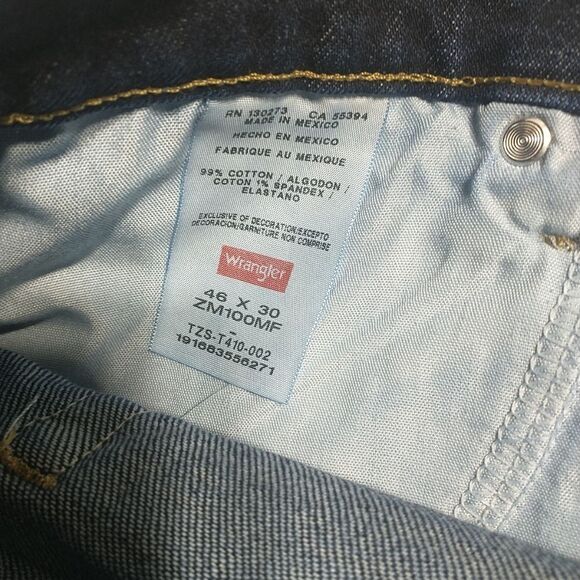 RN 130273 CA 55394
MADE IN MEXICO
HECHO EN MEXICO
FABRIQUE AU MEXIQUE
99% COTTON / ALGODON /
COTON 1% SPANDEX /
ELASTANO
EXCLUSIVE OF DECORATION/EXCEPTO
DECORACION/GARNITURE NON COMPRISE
Wrangler
46 X 30
ZM100MF
-
TZS-T410-002
191683556271